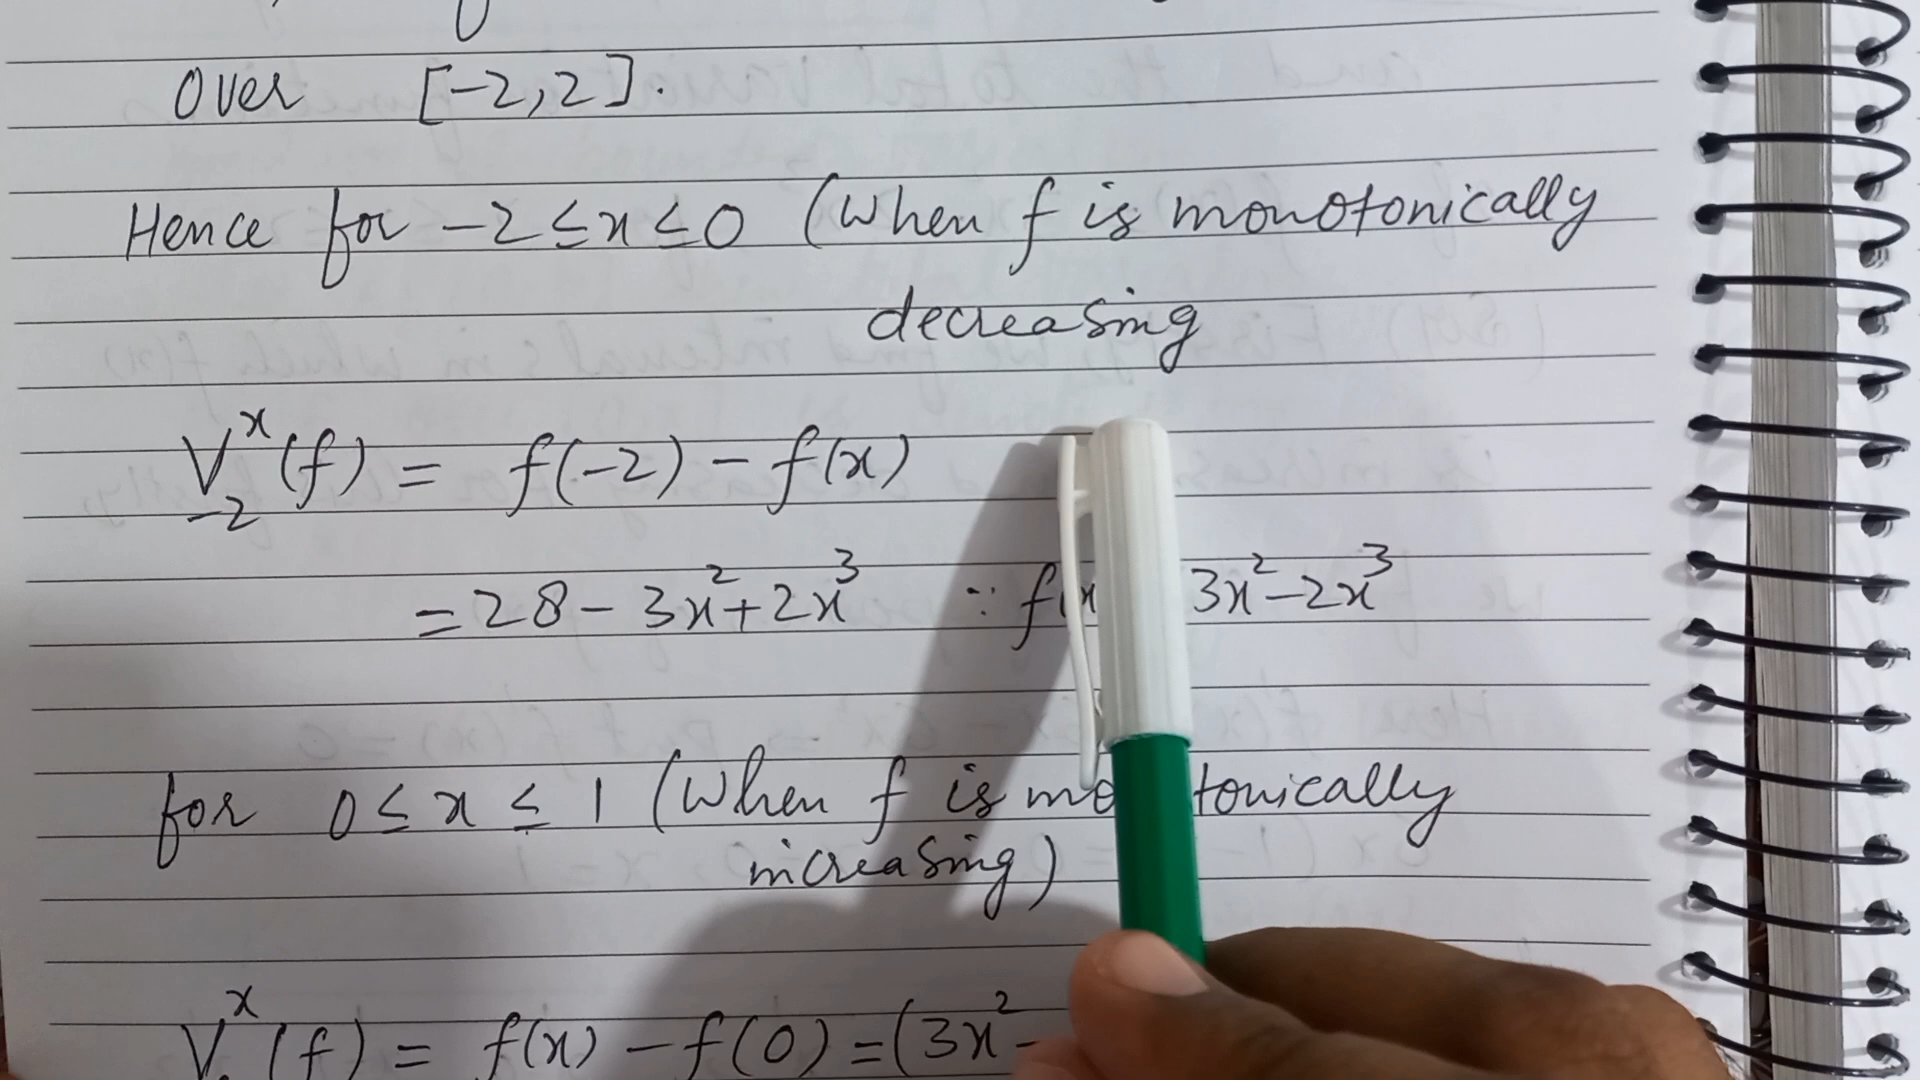 Over [-2,2].
Hence for -2 ≤ x ≤ 0 (When f is monotonically
decreasing
V_{-2}^{x}(f) = f(-2) - f(x)
= 28 - 3x² + 2x³ ∵ f(x 3x² - 2x³
for 0 ≤ x ≤ 1 (When f is mo tonically
increasing)
V^{x}(f) = f(x) - f(0) = (3x² -